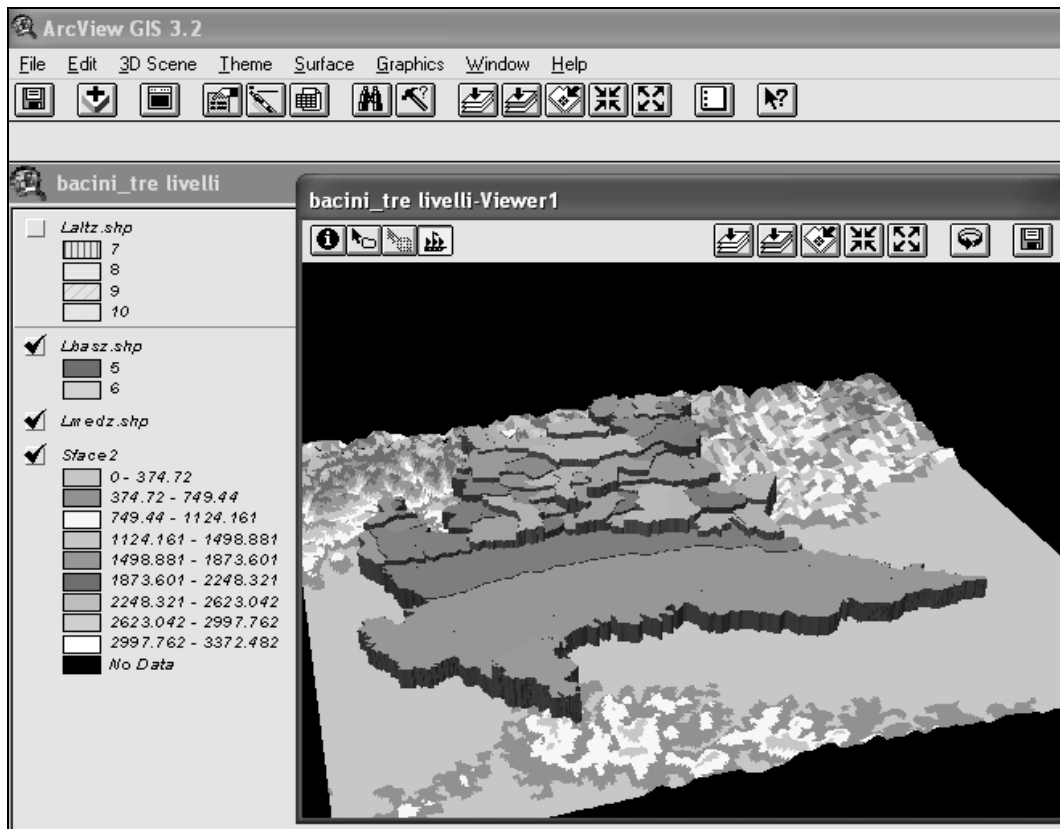 ArcView GIS 3.2
File Edit 3D Scene Theme Surface Graphics Window Help
bacini_tre livelli
bacini_tre livelli-Viewer1
Laltz.shp
7
8
9
10
Lbasz.shp
5
6
Lmedz.shp
Sface2
0 - 374.72
374.72 - 749.44
749.44 - 1124.161
1124.161 - 1498.881
1498.881 - 1873.601
1873.601 - 2248.321
2248.321 - 2623.042
2623.042 - 2997.762
2997.762 - 3372.482
No Data